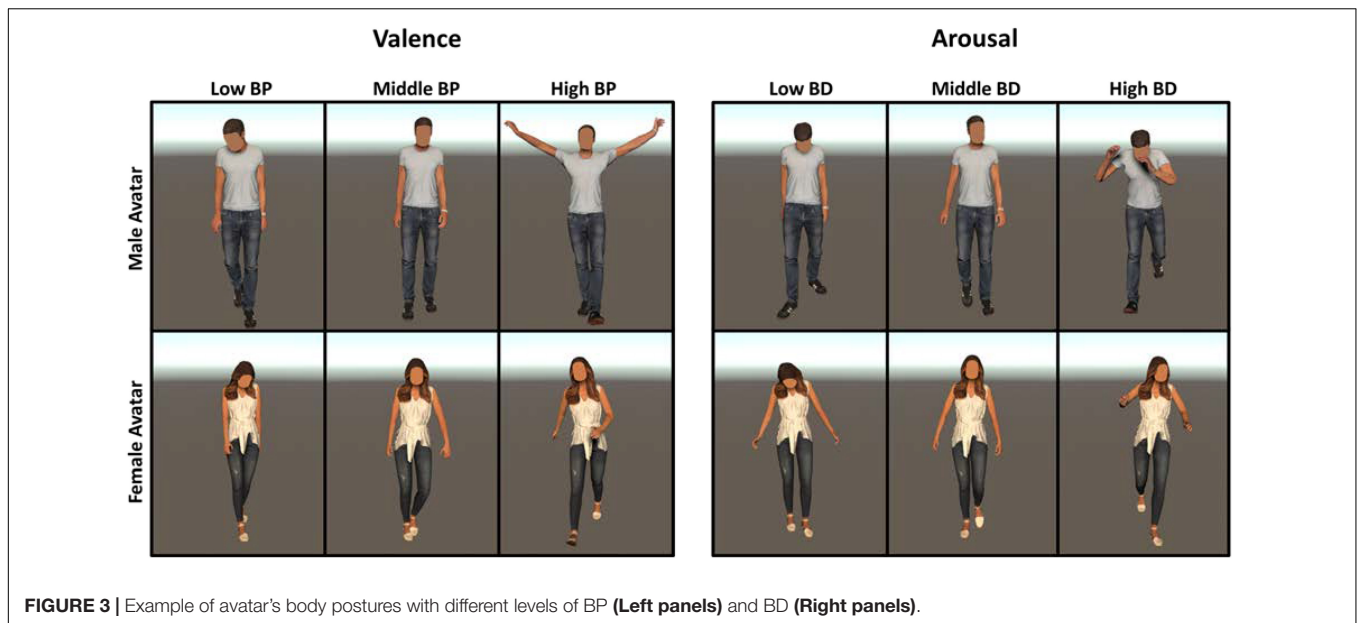 Valence Arousal
Low BP Middle BP High BP Low BD Middle BD High BD
Male Avatar
Female Avatar
FIGURE 3 | Example of avatar's body postures with different levels of BP (Left panels) and BD (Right panels).